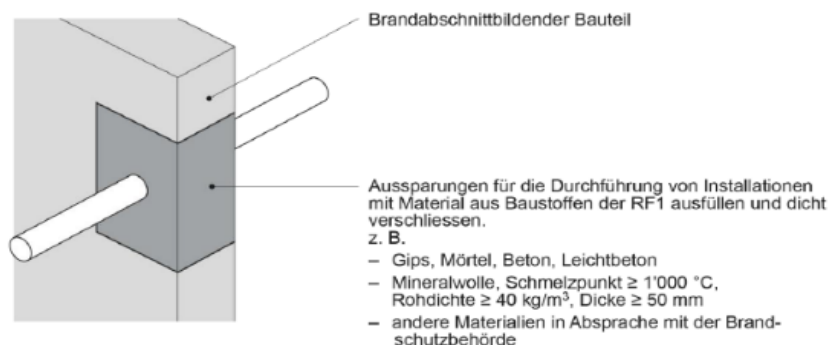 Brandabschnittbildender Bauteil
Aussparungen für die Durchführung von Installationen
mit Material aus Baustoffen der RF1 ausfüllen und dicht
verschliessen.
z. B.
– Gips, Mörtel, Beton, Leichtbeton
– Mineralwolle, Schmelzpunkt ≥ 1'000 °C,
Rohdichte ≥ 40 kg/m³, Dicke ≥ 50 mm
– andere Materialien in Absprache mit der Brand-
schutzbehörde